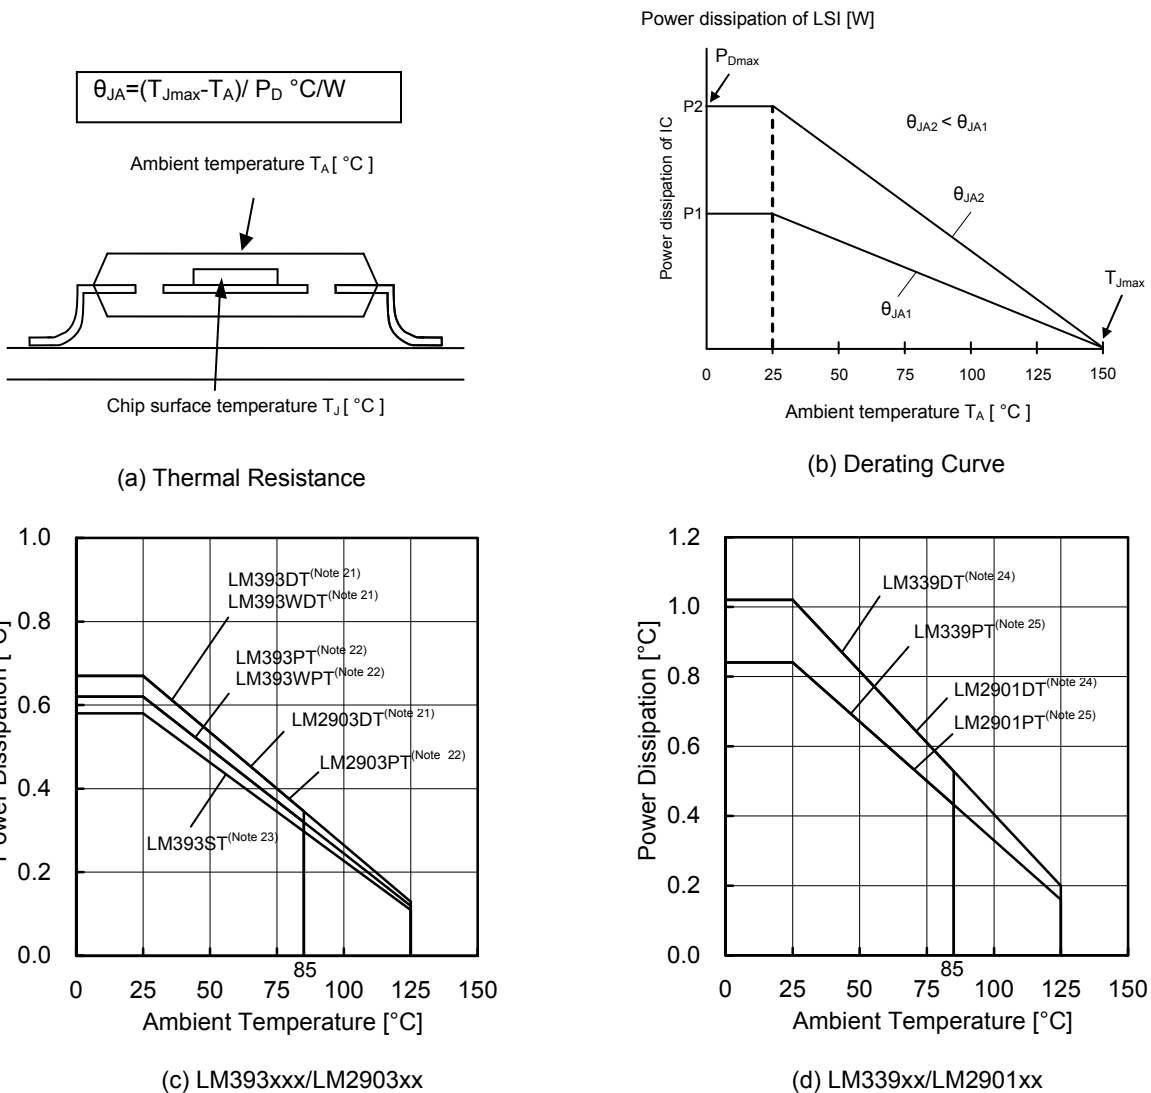 θJA=(TJmax-TA)/ PD °C/W
Ambient temperature TA [ °C ]
Chip surface temperature TJ [ °C ]
(a) Thermal Resistance
Power dissipation of LSI [W]
PDmax
P2
θJA2 < θJA1
Power dissipation of IC
θJA2
P1
θJA1
TJmax
0 25 50 75 100 125 150
Ambient temperature TA [ °C ]
(b) Derating Curve
1.0
0.8
0.6
0.4
0.2
0.0
Dissipation [°C]
LM393DT(Note 21)
LM393WDT(Note 21)
LM393PT(Note 22)
LM393WPT(Note 22)
LM2903DT(Note 21)
LM2903PT(Note 22)
LM393ST(Note 23)
85
0 25 50 75 100 125 150
Ambient Temperature [°C]
(c) LM393xxx/LM2903xx
1.2
1.0
0.8
0.6
0.4
0.2
0.0
Power Dissipation [°C]
LM339DT(Note 24)
LM339PT(Note 25)
LM2901DT(Note 24)
LM2901PT(Note 25)
85
0 25 50 75 100 125 150
Ambient Temperature [°C]
(d) LM339xx/LM2901xx